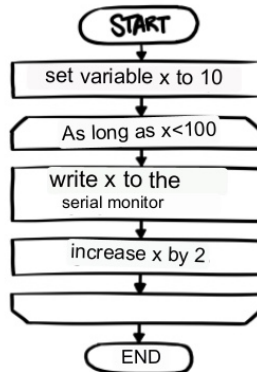 START
set variable x to 10
As long as x<100
write x to the
serial monitor
increase x by 2
END